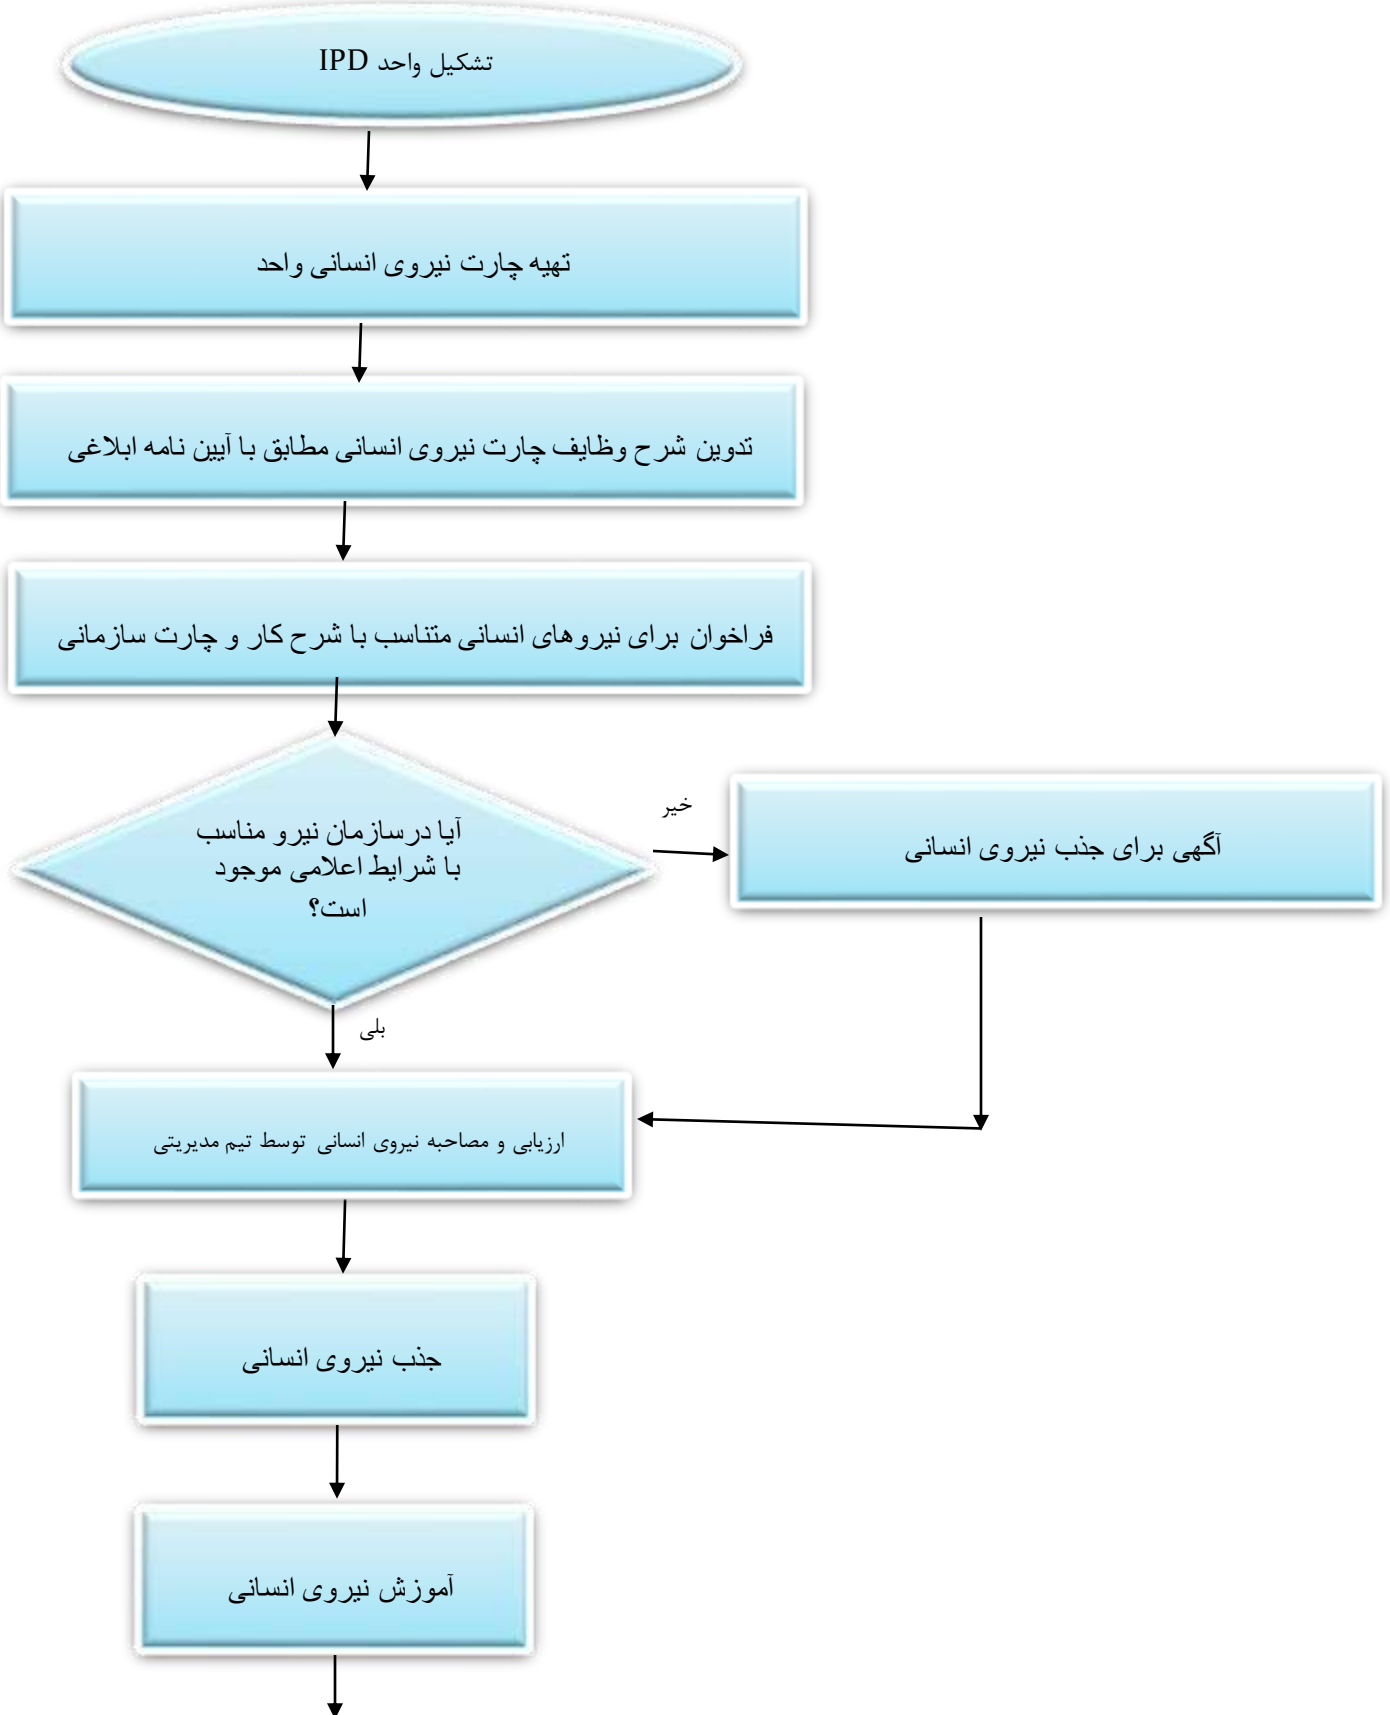 تشکیل واحد IPD
تهیه چارت نیروی انسانی واحد
تدوین شرح وظایف چارت نیروی انسانی مطابق با آیین نامه ابلاغی
فراخوان برای نیروهای انسانی متناسب با شرح کار و چارت سازمانی
آیا درسازمان نیرو مناسب
با شرایط اعلامی موجود
است؟
خیر
آگهی برای جذب نیروی انسانی
بلی
ارزیابی و مصاحبه نیروی انسانی توسط تیم مدیریتی
جذب نیروی انسانی
آموزش نیروی انسانی